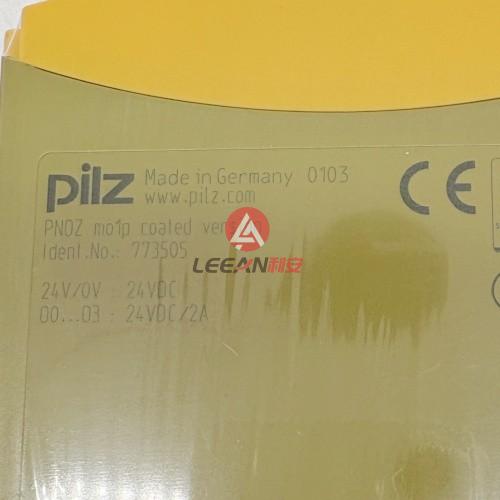 pilz Made in Germany 0103
www.pilz.com
PNOZ mo1p coated version
Ident.No.: 773505
LEEAN利安
24V/0V : 24VDC
O0...O3 : 24VDC/2A
CE